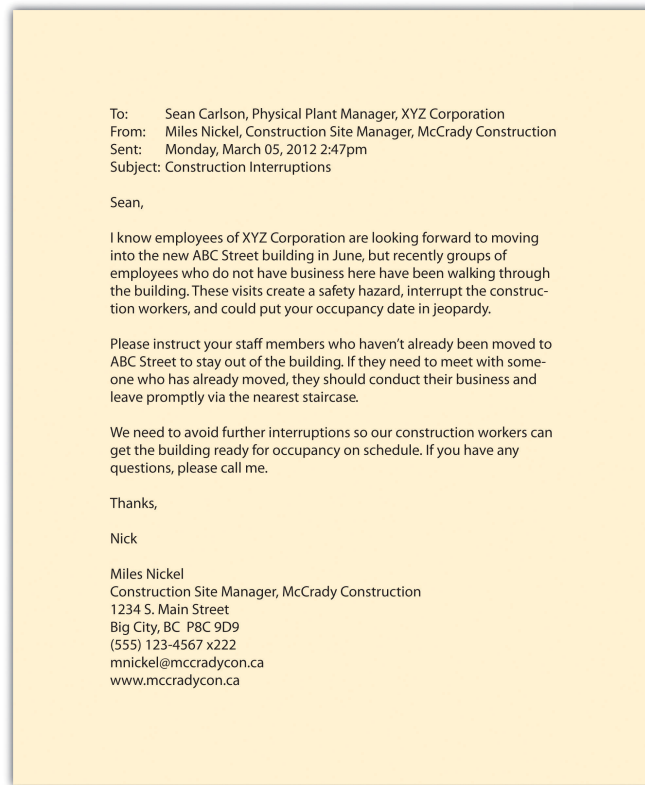 To: Sean Carlson, Physical Plant Manager, XYZ Corporation
From: Miles Nickel, Construction Site Manager, McCrady Construction
Sent: Monday, March 05, 2012 2:47pm
Subject: Construction Interruptions
Sean,
I know employees of XYZ Corporation are looking forward to moving
into the new ABC Street building in June, but recently groups of
employees who do not have business here have been walking through
the building. These visits create a safety hazard, interrupt the construc-
tion workers, and could put your occupancy date in jeopardy.
Please instruct your staff members who haven’t already been moved to
ABC Street to stay out of the building. If they need to meet with some-
one who has already moved, they should conduct their business and
leave promptly via the nearest staircase.
We need to avoid further interruptions so our construction workers can
get the building ready for occupancy on schedule. If you have any
questions, please call me.
Thanks,
Nick
Miles Nickel
Construction Site Manager, McCrady Construction
1234 S. Main Street
Big City, BC  P8C 9D9
(555) 123-4567 x222
mnickel@mccradycon.ca
www.mccradycon.ca